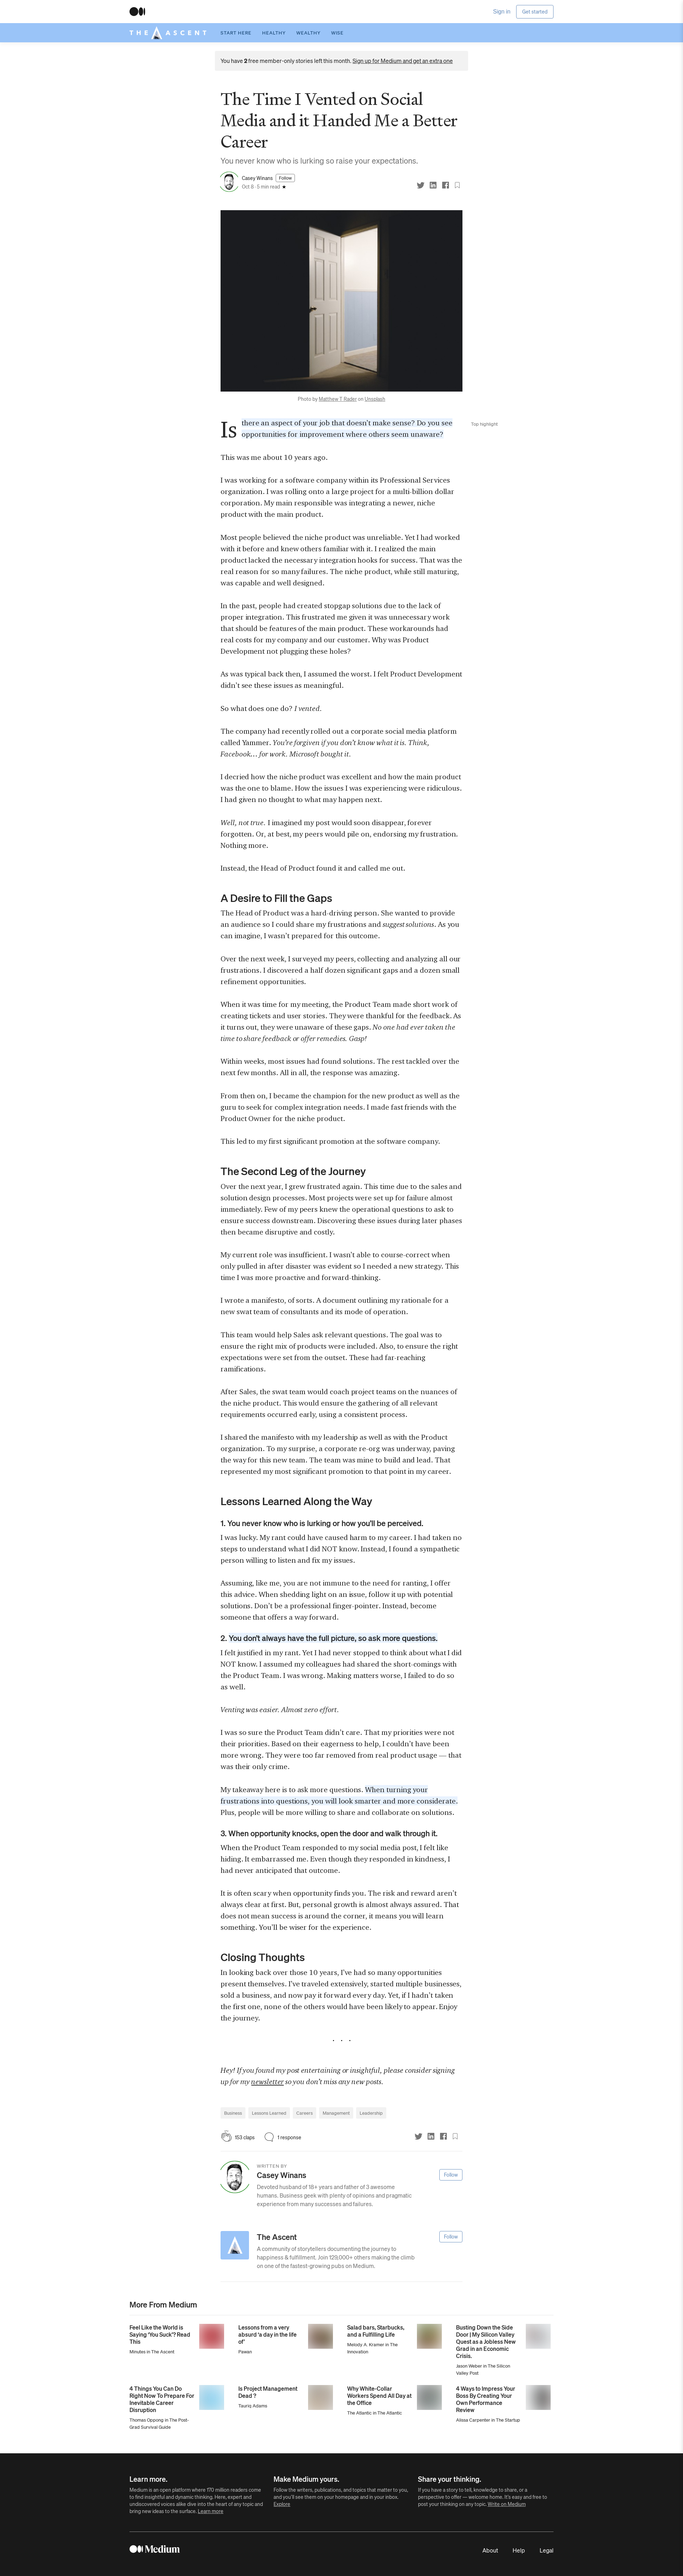 Sign in
Get started
THE ASCENT
START HERE
HEALTHY
WEALTHY
WISE
You have 2 free member-only stories left this month. Sign up for Medium and get an extra one
The Time I Vented on Social
Media and it Handed Me a Better
Career
You never know who is lurking so raise your expectations.
Casey Winans
Follow
Oct 8 · 5 min read ★
Photo by Matthew T Rader on Unsplash
Is there an aspect of your job that doesn't make sense? Do you see
opportunities for improvement where others seem unaware?
Top highlight
This was me about 10 years ago.
I was working for a software company within its Professional Services
organization. I was rolling onto a large project for a multi-billion dollar
corporation. My main responsible was integrating a newer, niche
product with the main product.
Most people believed the niche product was unreliable. Yet I had worked
with it before and knew others familiar with it. I realized the main
product lacked the necessary integration hooks for success. That was the
real reason for so many failures. The niche product, while still maturing,
was capable and well designed.
In the past, people had created stopgap solutions due to the lack of
proper integration. This frustrated me given it was unnecessary work
that should be features of the main product. These workarounds had
real costs for my company and our customer. Why was Product
Development not plugging these holes?
As was typical back then, I assumed the worst. I felt Product Development
didn't see these issues as meaningful.
So what does one do? I vented.
The company had recently rolled out a corporate social media platform
called Yammer. You're forgiven if you don't know what it is. Think,
Facebook… for work. Microsoft bought it.
I decried how the niche product was excellent and how the main product
was the one to blame. How the issues I was experiencing were ridiculous.
I had given no thought to what may happen next.
Well, not true. I imagined my post would soon disappear, forever
forgotten. Or, at best, my peers would pile on, endorsing my frustration.
Nothing more.
Instead, the Head of Product found it and called me out.
A Desire to Fill the Gaps
The Head of Product was a hard-driving person. She wanted to provide
an audience so I could share my frustrations and suggest solutions. As you
can imagine, I wasn't prepared for this outcome.
Over the next week, I surveyed my peers, collecting and analyzing all our
frustrations. I discovered a half dozen significant gaps and a dozen small
refinement opportunities.
When it was time for my meeting, the Product Team made short work of
creating tickets and user stories. They were thankful for the feedback. As
it turns out, they were unaware of these gaps. No one had ever taken the
time to share feedback or offer remedies. Gasp!
Within weeks, most issues had found solutions. The rest tackled over the
next few months. All in all, the response was amazing.
From then on, I became the champion for the new product as well as the
guru to seek for complex integration needs. I made fast friends with the
Product Owner for the niche product.
This led to my first significant promotion at the software company.
The Second Leg of the Journey
Over the next year, I grew frustrated again. This time due to the sales and
solution design processes. Most projects were set up for failure almost
immediately. Few of my peers knew the operational questions to ask to
ensure success downstream. Discovering these issues during later phases
then became disruptive and costly.
My current role was insufficient. I wasn't able to course-correct when
only pulled in after disaster was evident so I needed a new strategy. This
time I was more proactive and forward-thinking.
I wrote a manifesto, of sorts. A document outlining my rationale for a
new swat team of consultants and its mode of operation.
This team would help Sales ask relevant questions. The goal was to
ensure the right mix of products were included. Also, to ensure the right
expectations were set from the outset. These had far-reaching
ramifications.
After Sales, the swat team would coach project teams on the nuances of
the niche product. This would ensure the gathering of all relevant
requirements occurred early, using a consistent process.
I shared the manifesto with my leadership as well as with the Product
organization. To my surprise, a corporate re-org was underway, paving
the way for this new team. The team was mine to build and lead. That
represented my most significant promotion to that point in my career.
Lessons Learned Along the Way
1. You never know who is lurking or how you'll be perceived.
I was lucky. My rant could have caused harm to my career. I had taken no
steps to understand what I did NOT know. Instead, I found a sympathetic
person willing to listen and fix my issues.
Assuming, like me, you are not immune to the need for ranting, I offer
this advice. When shedding light on an issue, follow it up with potential
solutions. Don't be a professional finger-pointer. Instead, become
someone that offers a way forward.
2. You don't always have the full picture, so ask more questions.
I felt justified in my rant. Yet I had never stopped to think about what I did
NOT know. I assumed my colleagues had shared the short-comings with
the Product Team. I was wrong. Making matters worse, I failed to do so
as well.
Venting was easier. Almost zero effort.
I was so sure the Product Team didn't care. That my priorities were not
their priorities. Based on their eagerness to help, I couldn't have been
more wrong. They were too far removed from real product usage — that
was their only crime.
My takeaway here is to ask more questions. When turning your
frustrations into questions, you will look smarter and more considerate.
Plus, people will be more willing to share and collaborate on solutions.
3. When opportunity knocks, open the door and walk through it.
When the Product Team responded to my social media post, I felt like
hiding. It embarrassed me. Even though they responded in kindness, I
had never anticipated that outcome.
It is often scary when opportunity finds you. The risk and reward aren't
always clear at first. But, personal growth is almost always assured. That
does not mean success is around the corner, it means you will learn
something. You'll be wiser for the experience.
Closing Thoughts
In looking back over those 10 years, I've had so many opportunities
present themselves. I've traveled extensively, started multiple businesses,
sold a business, and now pay it forward every day. Yet, if I hadn't taken
the first one, none of the others would have been likely to appear. Enjoy
the journey.
. . .
Hey! If you found my post entertaining or insightful, please consider signing
up for my newsletter so you don't miss any new posts.
Business
Lessons Learned
Careers
Management
Leadership
153 claps
1 response
WRITTEN BY
Casey Winans
Follow
Devoted husband of 18+ years and father of 3 awesome
humans. Business geek with plenty of opinions and pragmatic
experience from many successes and failures.
The Ascent
Follow
A community of storytellers documenting the journey to
happiness & fulfillment. Join 129,000+ others making the climb
on one of the fastest-growing pubs on Medium.
More From Medium
Feel Like the World is
Saying "You Suck"? Read
This
Minutes in The Ascent
Lessons from a very
absurd 'a day in the life
of'
Pawan
Salad bars, Starbucks,
and a Fulfilling Life
Melody A. Kramer in The
Innovation
Busting Down the Side
Door | My Silicon Valley
Quest as a Jobless New
Grad in an Economic
Crisis.
Jason Weber in The Silicon
Valley Post
4 Things You Can Do
Right Now To Prepare For
Inevitable Career
Disruption
Thomas Oppong in The Post-
Grad Survival Guide
Is Project Management
Dead ?
Tauriq Adams
Why White-Collar
Workers Spend All Day at
the Office
The Atlantic in The Atlantic
4 Ways to Impress Your
Boss By Creating Your
Own Performance
Review
Alissa Carpenter in The Startup
Learn more.
Medium is an open platform where 170 million readers come
to find insightful and dynamic thinking. Here, expert and
undiscovered voices alike dive into the heart of any topic and
bring new ideas to the surface. Learn more
Make Medium yours.
Follow the writers, publications, and topics that matter to you,
and you'll see them on your homepage and in your inbox.
Explore
Share your thinking.
If you have a story to tell, knowledge to share, or a
perspective to offer — welcome home. It's easy and free to
post your thinking on any topic. Write on Medium
Medium
About
Help
Legal